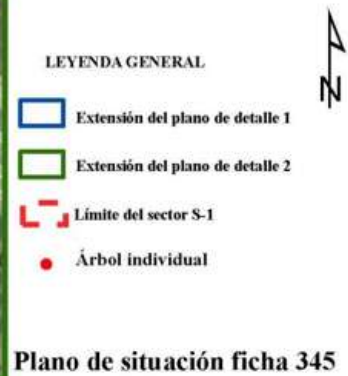 N
LEYENDA GENERAL
Extensión del plano de detalle 1
Extensión del plano de detalle 2
Límite del sector S-1
Árbol individual
Plano de situación ficha 345